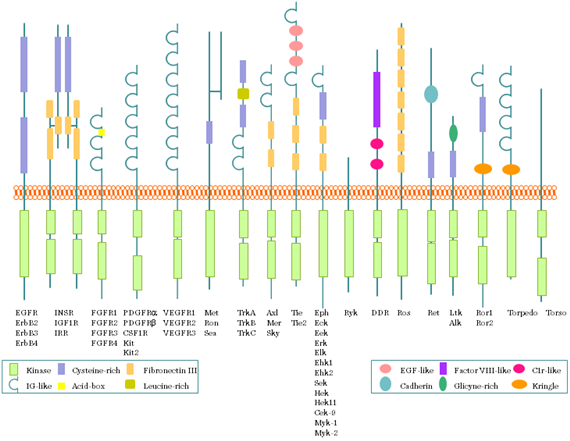 EGFR
ErbB2
ErbB3
ErbB4
INSR
IGF1R
IRR
FGFR1
FGFR2
FGFR3
FGFR4
PDGFRα
PDGFRβ
CSF1R
Kit
Kit2
VEGFR1
VEGFR2
VEGFR3
Met
Ron
Sea
TrkA
TrkB
TrkC
Axl
Mer
Sky
Tie
Tie2
Eph
Eck
Eek
Erk
Elk
Ehk1
Ehk2
Sek
Hek
Hek11
Cek-9
Myk-1
Myk-2
Ryk
DDR
Ros
Ret
Ltk
Alk
Ror1
Ror2
Torpedo
Torso
Kinase
Cysteine-rich
Fibronectin III
IG-like
Acid-box
Leucine-rich
EGF-like
Factor VIII-like
C1r-like
Cadherin
Glicyne-rich
Kringle